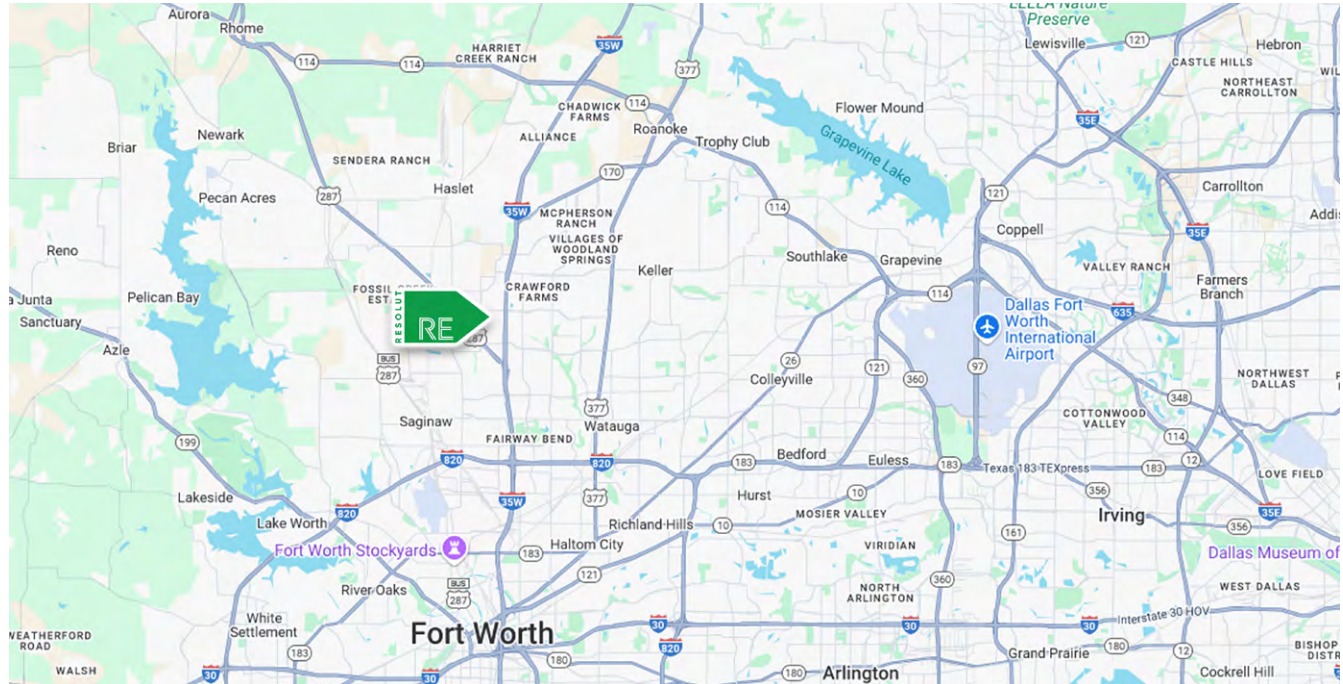 Aurora
Rhome
114
114
HARRIET
CREEK RANCH
35W
377
Preserve
Lewisville
121
Hebron
CASTLE HILLS
NORTHEAST
CARROLLTON
CHADWICK
FARMS
114
Roanoke
Flower Mound
35E
Briar
Newark
ALLIANCE
Trophy Club
Grapevine Lake
SENDERA RANCH
170
Haslet
287
Pecan Acres
35W
MCPHERSON
RANCH
VILLAGES OF
WOODLAND
SPRINGS
114
121
Carrollton
35E
Coppell
Reno
Keller
Southlake
Grapevine
VALLEY RANCH
Farmers
Branch
Pelican Bay
CRAWFORD
FARMS
114
RESOLUT
RE
287
Sanctuary
Azle
Dallas Fort
Worth
International
Airport
635
BUS
287
26
121
360
97
Colleyville
NORTHWEST
DALLAS
348
377
Saginaw
Watauga
COTTONWOOD
VALLEY
114
199
FAIRWAY BEND
820
820
183
Bedford
Euless
183
Texas 183 TEXpress
183
12
LOVE FIELD
Lakeside
35W
377
Hurst
10
356
Lake Worth
820
Richland Hills
10
MOSIER VALLEY
161
Irving
356
35E
Fort Worth Stockyards
183
Haltom City
VIRIDIAN
Dallas Museum of
121
360
BUS
287
River Oaks
NORTH
ARLINGTON
WEST DALLAS
White
Settlement
Fort Worth
30
30
30
Interstate 30 HOV
WEATHERFORD
ROAD
183
820
180
Grand Prairie
180
12
WALSH
30
30
180
Arlington
Cockrell Hill